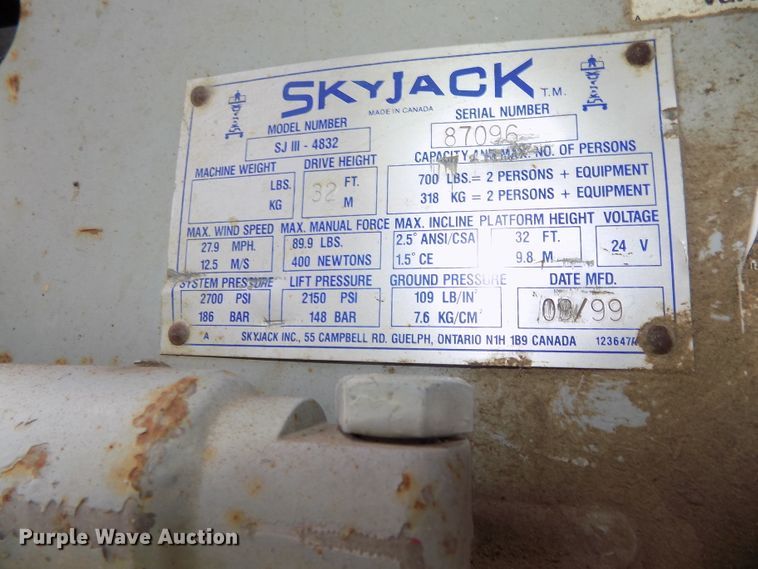 SKYJACK T.M.
MADE IN CANADA
MODEL NUMBER
SJ III - 4832
SERIAL NUMBER
87096
MACHINE WEIGHT
LBS.
KG
DRIVE HEIGHT
32 FT.
M
CAPACITY AND MAX. NO. OF PERSONS
700 LBS. = 2 PERSONS + EQUIPMENT
318 KG = 2 PERSONS + EQUIPMENT
MAX. WIND SPEED
27.9 MPH.
12.5 M/S
MAX. MANUAL FORCE
89.9 LBS.
400 NEWTONS
MAX. INCLINE
2.5° ANSI/CSA
1.5° CE
PLATFORM HEIGHT
32 FT.
9.8 M
VOLTAGE
24 V
SYSTEM PRESSURE
2700 PSI
186 BAR
LIFT PRESSURE
2150 PSI
148 BAR
GROUND PRESSURE
109 LB/IN
7.6 KG/CM
DATE MFD.
/99
A SKYJACK INC., 55 CAMPBELL RD. GUELPH, ONTARIO N1H 1B9 CANADA 123647A
Purple Wave Auction